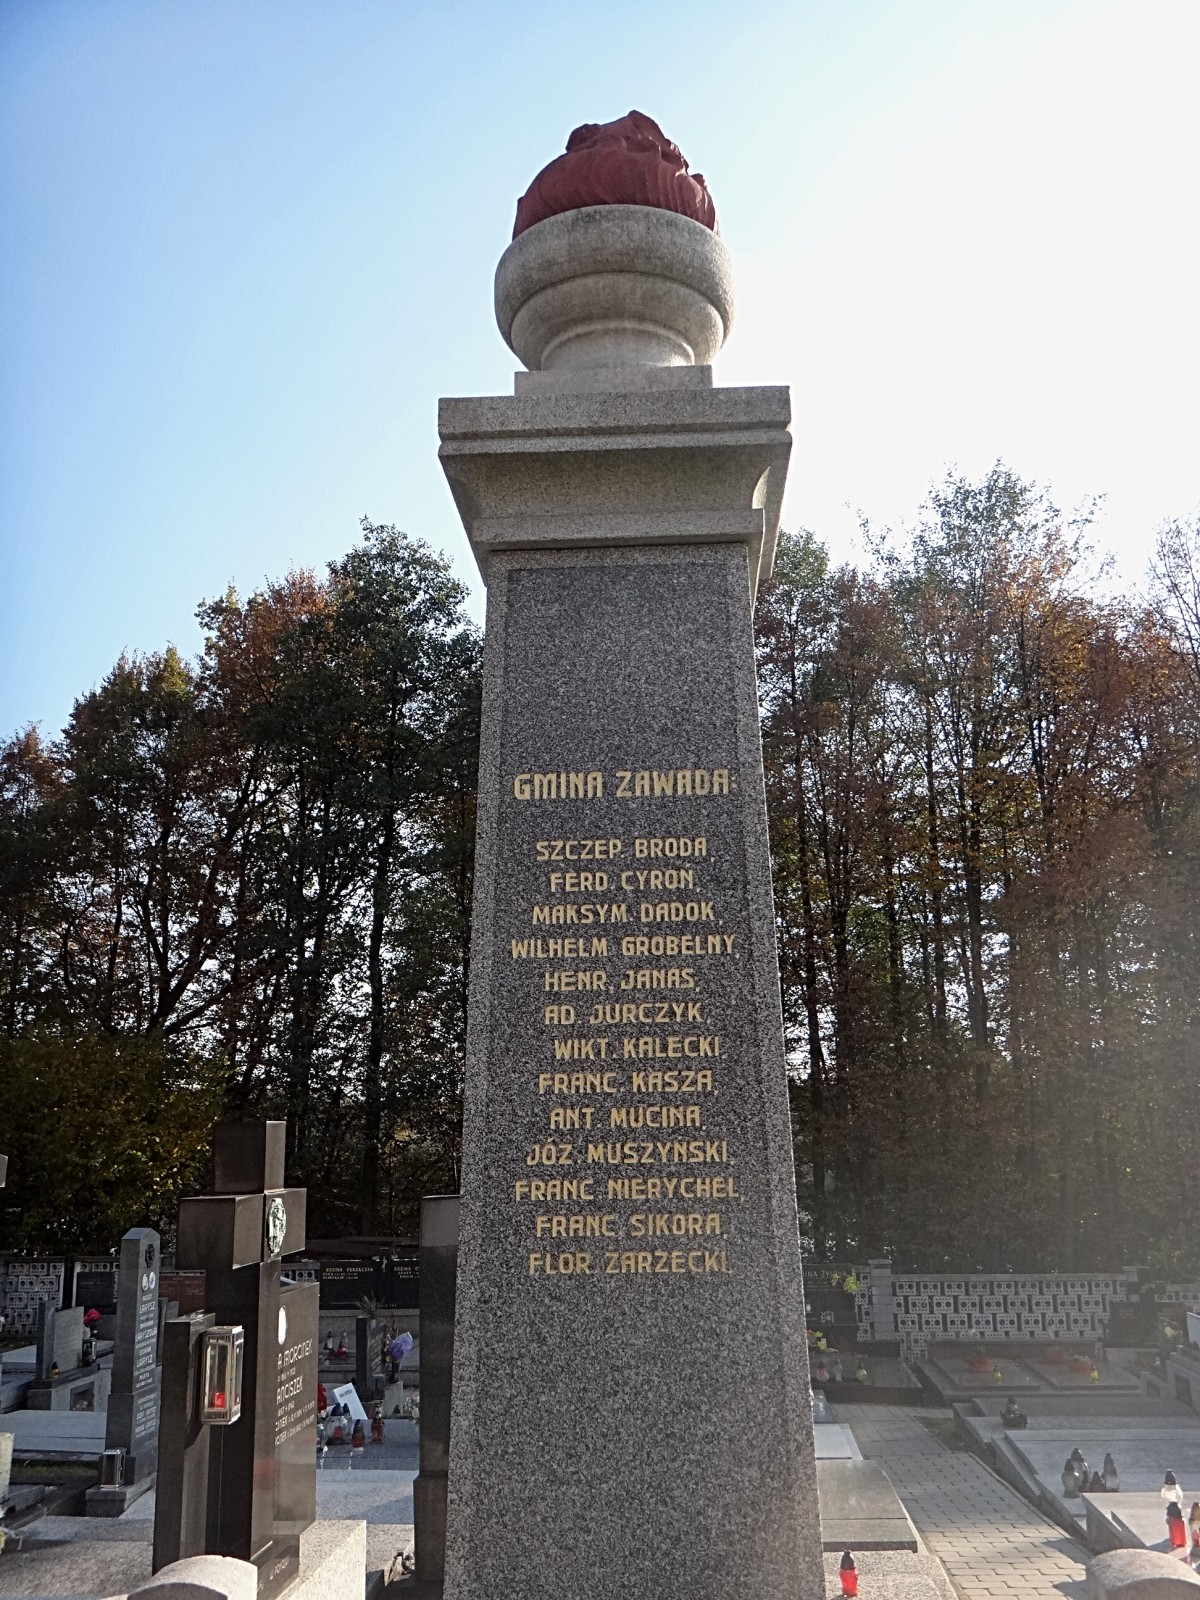 GMINA ZAWADA:
SZCZEP. BRODA,
FERD. CYRON,
MAKSYM. DADOK,
WILHELM GROBELNY,
HENR. JANAS,
AD. JURCZYK,
WIKT. KALECKI,
FRANC. KASZA,
ANT. MUCINA,
JÓZ. MUSZYŃSKI,
FRANC. NIERYCHEL,
FRANC. SIKORA,
FLOR. ZARZECKI.
A. MARCINEK